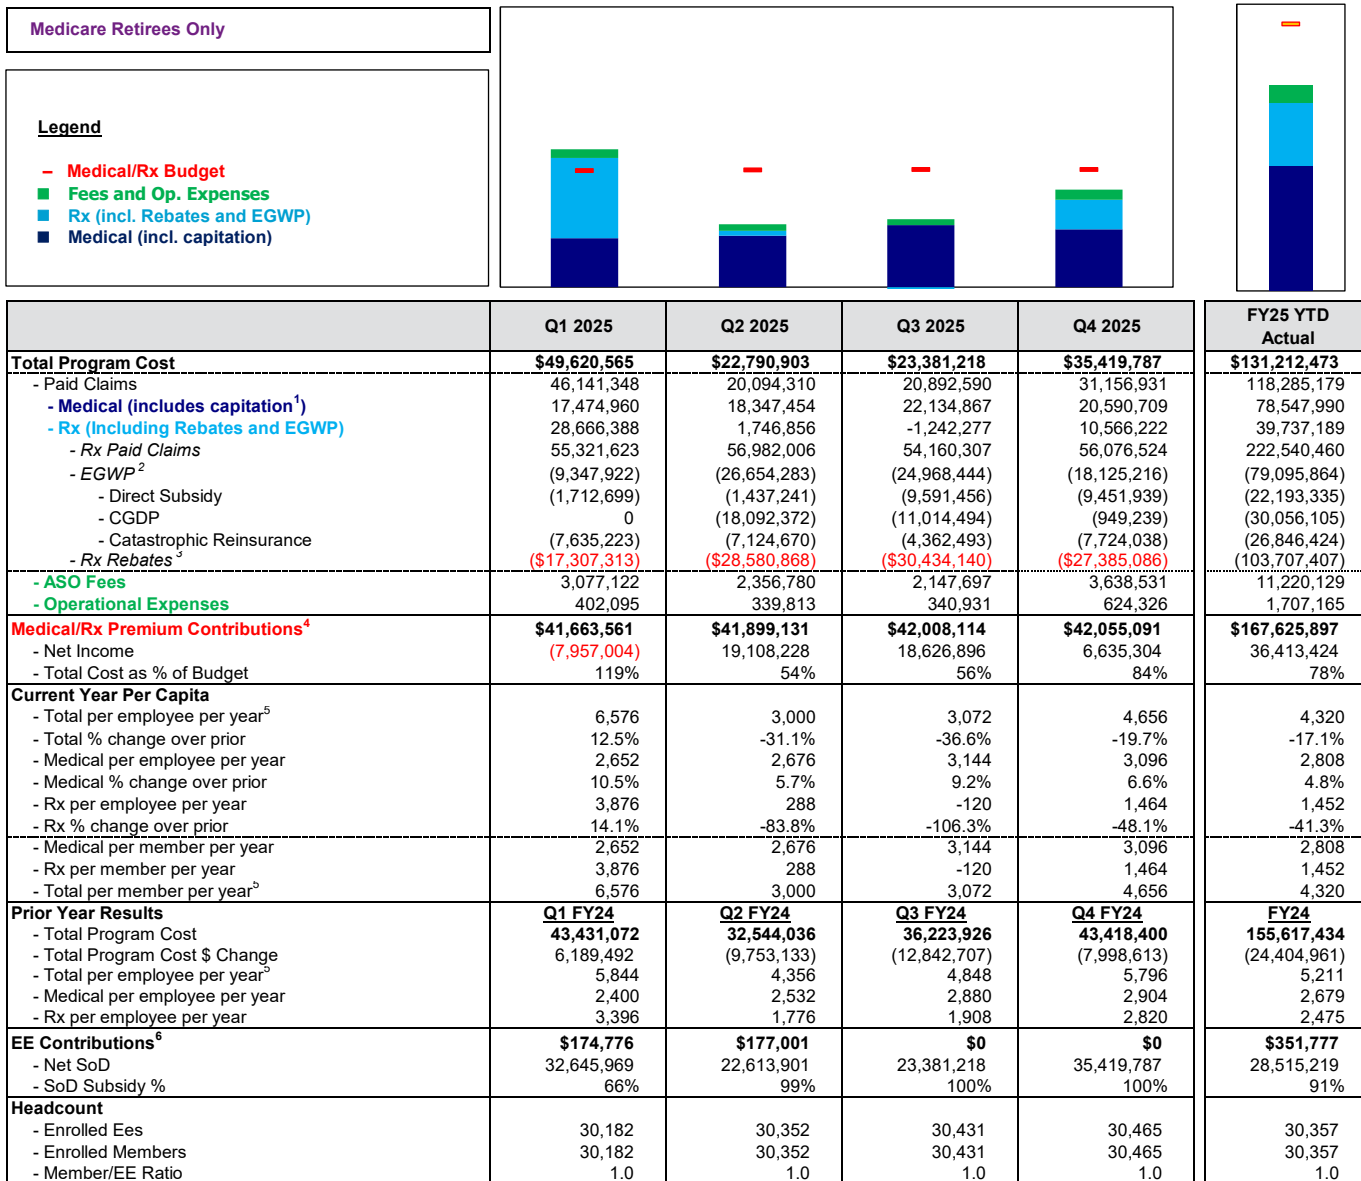 Medicare Retirees Only
Legend
Medical/Rx Budget
Fees and Op. Expenses
Rx (incl. Rebates and EGWP)
Medical (incl. capitation)
Q1 2025 Q2 2025 Q3 2025 Q4 2025 FY25 YTD Actual
Total Program Cost $49,620,565 $22,790,903 $23,381,218 $35,419,787 $131,212,473
- Paid Claims 46,141,348 20,094,310 20,892,590 31,156,931 118,285,179
- Medical (includes capitation1) 17,474,960 18,347,454 22,134,867 20,590,709 78,547,990
- Rx (Including Rebates and EGWP) 28,666,388 1,746,856 -1,242,277 10,566,222 39,737,189
- Rx Paid Claims 55,321,623 56,982,006 54,160,307 56,076,524 222,540,460
- EGWP 2 (9,347,922) (26,654,283) (24,968,444) (18,125,216) (79,095,864)
- Direct Subsidy (1,712,699) (1,437,241) (9,591,456) (9,451,939) (22,193,335)
- CGDP 0 (18,092,372) (11,014,494) (949,239) (30,056,105)
- Catastrophic Reinsurance (7,635,223) (7,124,670) (4,362,493) (7,724,038) (26,846,424)
- Rx Rebates 3 ($17,307,313) ($28,580,868) ($30,434,140) ($27,385,086) (103,707,407)
- ASO Fees 3,077,122 2,356,780 2,147,697 3,638,531 11,220,129
- Operational Expenses 402,095 339,813 340,931 624,326 1,707,165
Medical/Rx Premium Contributions4 $41,663,561 $41,899,131 $42,008,114 $42,055,091 $167,625,897
- Net Income (7,957,004) 19,108,228 18,626,896 6,635,304 36,413,424
- Total Cost as % of Budget 119% 54% 56% 84% 78%
Current Year Per Capita
- Total per employee per year5 6,576 3,000 3,072 4,656 4,320
- Total % change over prior 12.5% -31.1% -36.6% -19.7% -17.1%
- Medical per employee per year 2,652 2,676 3,144 3,096 2,808
- Medical % change over prior 10.5% 5.7% 9.2% 6.6% 4.8%
- Rx per employee per year 3,876 288 -120 1,464 1,452
- Rx % change over prior 14.1% -83.8% -106.3% -48.1% -41.3%
- Medical per member per year 2,652 2,676 3,144 3,096 2,808
- Rx per member per year 3,876 288 -120 1,464 1,452
- Total per member per year5 6,576 3,000 3,072 4,656 4,320
Prior Year Results Q1 FY24 Q2 FY24 Q3 FY24 Q4 FY24 FY24
- Total Program Cost 43,431,072 32,544,036 36,223,926 43,418,400 155,617,434
- Total Program Cost $ Change 6,189,492 (9,753,133) (12,842,707) (7,998,613) (24,404,961)
- Total per employee per year5 5,844 4,356 4,848 5,796 5,211
- Medical per employee per year 2,400 2,532 2,880 2,904 2,679
- Rx per employee per year 3,396 1,776 1,908 2,820 2,475
EE Contributions6 $174,776 $177,001 $0 $0 $351,777
- Net SoD 32,645,969 22,613,901 23,381,218 35,419,787 28,515,219
- SoD Subsidy % 66% 99% 100% 100% 91%
Headcount
- Enrolled Ees 30,182 30,352 30,431 30,465 30,357
- Enrolled Members 30,182 30,352 30,431 30,465 30,357
- Member/EE Ratio 1.0 1.0 1.0 1.0 1.0